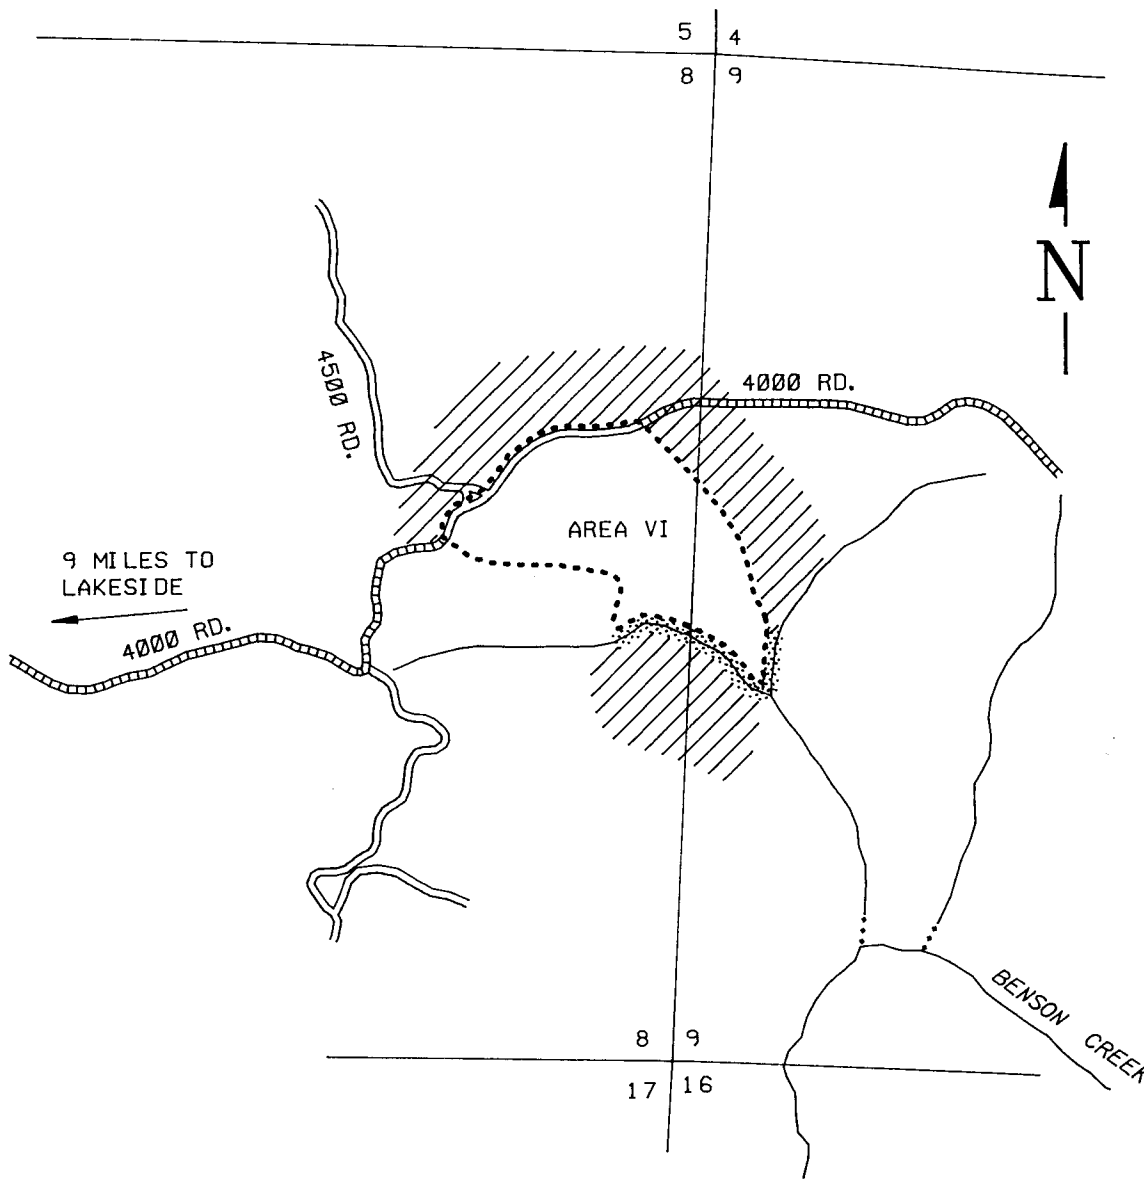 5 4
8 9
N
4500 RD.
4000 RD.
AREA VI
9 MILES TO
LAKESIDE
4000 RD.
BENSON CREEK
8 9
17 16